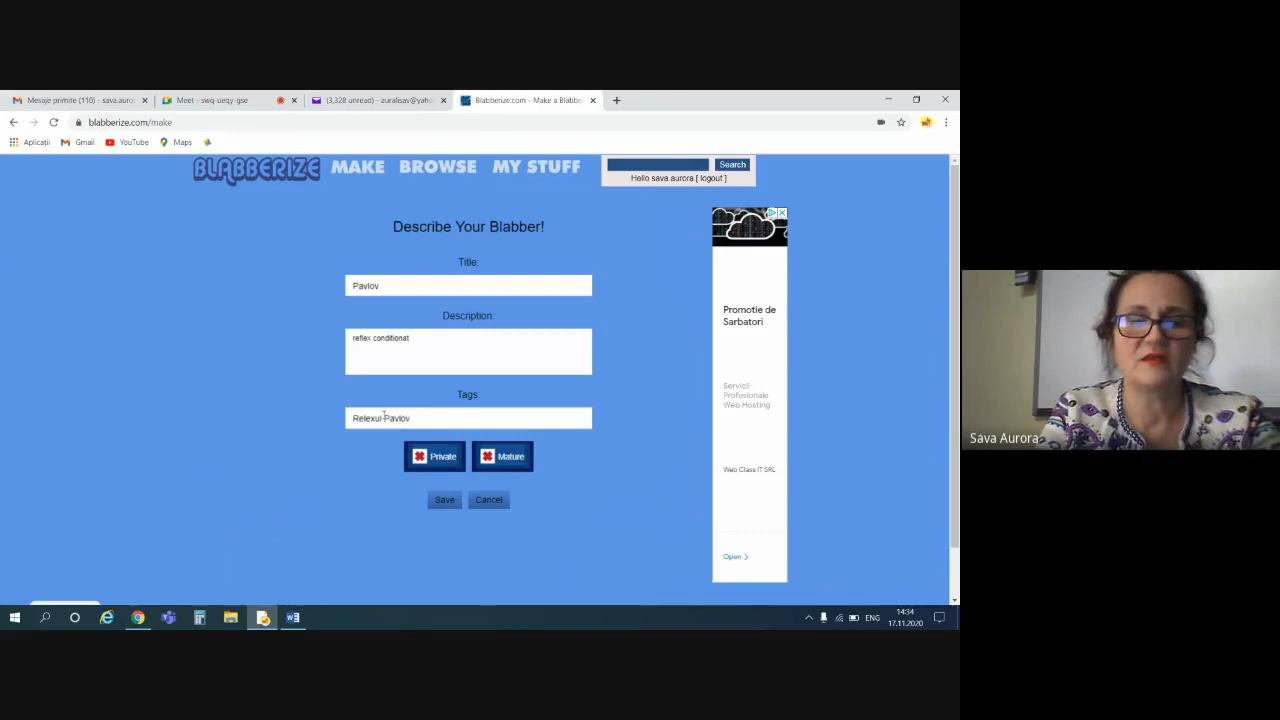 Mesaje primite (110) - sava.auror
Meet - swq-ueqy-gse
(3,328 unread) - auralisav@yaho
Blabberize.com - Make a Blabbe
blabberize.com/make
Aplicații
Gmail
YouTube
Maps
BLABBERIZE
MAKE
BROWSE
MY STUFF
Search
Hello sava.aurora [ logout ]
Describe Your Blabber!
Title:
Pavlov
Description:
reflex conditionat
Tags:
Relexul-Pavlov
Private
Mature
Save
Cancel
Promotie de
Sarbatori
Servicii
Profesionale
Web Hosting
Web Class IT SRL
Open >
ENG
14:34
17.11.2020
Sava Aurora